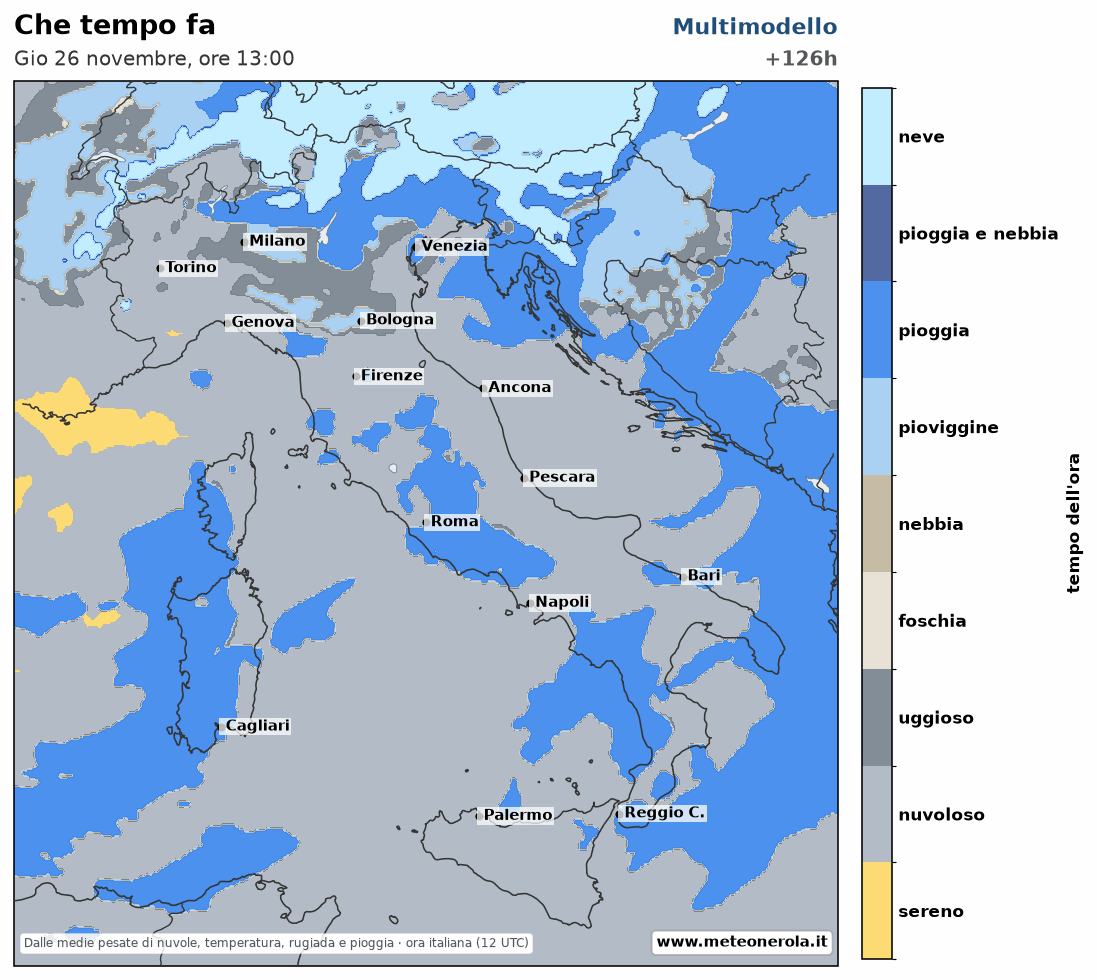 Che tempo fa
Multimodello
Gio 26 novembre, ore 13:00
+126h
Milano
Venezia
Torino
Genova
Bologna
Firenze
Ancona
Pescara
Roma
Bari
Napoli
Cagliari
Palermo
Reggio C.
Dalle medie pesate di nuvole, temperatura, rugiada e pioggia · ora italiana (12 UTC)
www.meteonerola.it
neve
pioggia e nebbia
pioggia
pioviggine
nebbia
foschia
uggioso
nuvoloso
sereno
tempo dell'ora